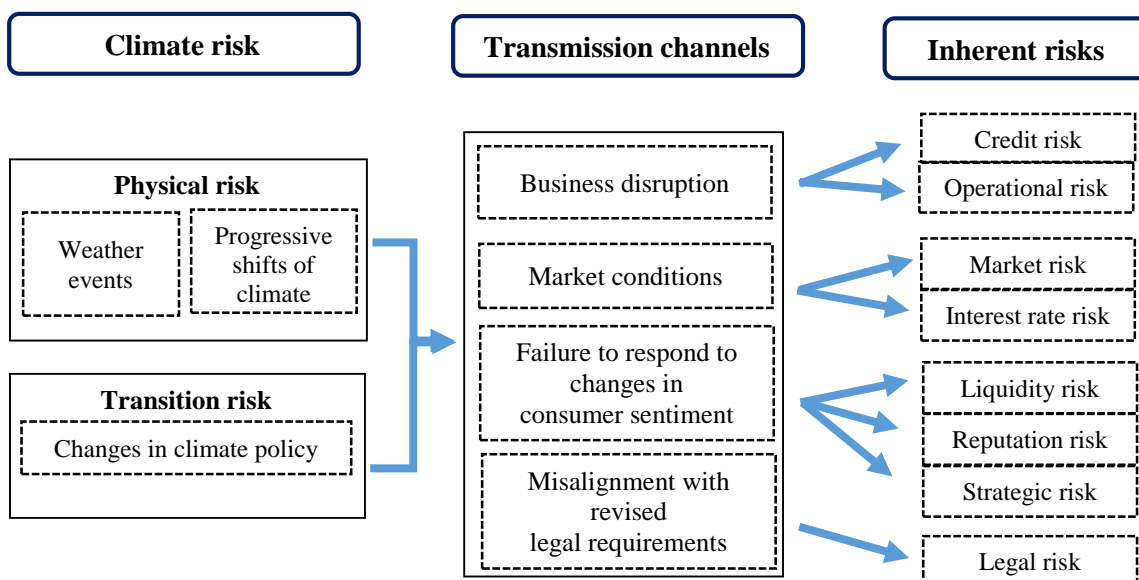 Climate risk
Transmission channels
Inherent risks
Physical risk
Weather
events
Progressive
shifts of
climate
Transition risk
Changes in climate policy
Business disruption
Market conditions
Failure to respond to
changes in
consumer sentiment
Misalignment with
revised
legal requirements
Credit risk
Operational risk
Market risk
Interest rate risk
Liquidity risk
Reputation risk
Strategic risk
Legal risk